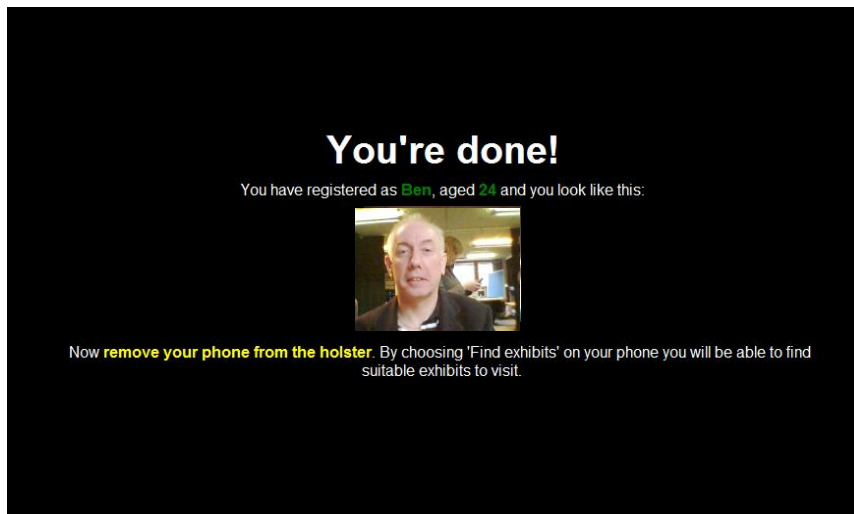 You're done!
You have registered as Ben, aged 24 and you look like this:
Now remove your phone from the holster. By choosing 'Find exhibits' on your phone you will be able to find
suitable exhibits to visit.